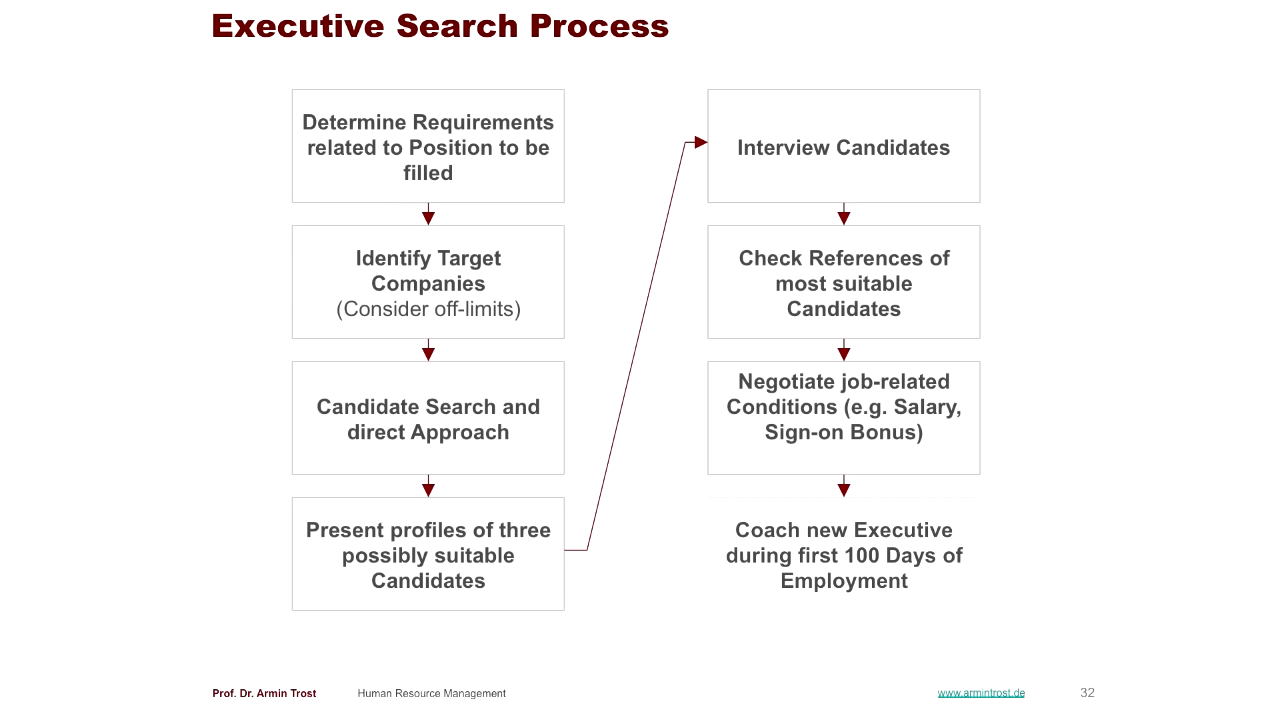 Executive Search Process
Determine Requirements
related to Position to be
filled
Identify Target
Companies
(Consider off-limits)
Candidate Search and
direct Approach
Present profiles of three
possibly suitable
Candidates
Interview Candidates
Check References of
most suitable
Candidates
Negotiate job-related
Conditions (e.g. Salary,
Sign-on Bonus)
Coach new Executive
during first 100 Days of
Employment
Prof. Dr. Armin Trost
Human Resource Management
www.armintrost.de
32